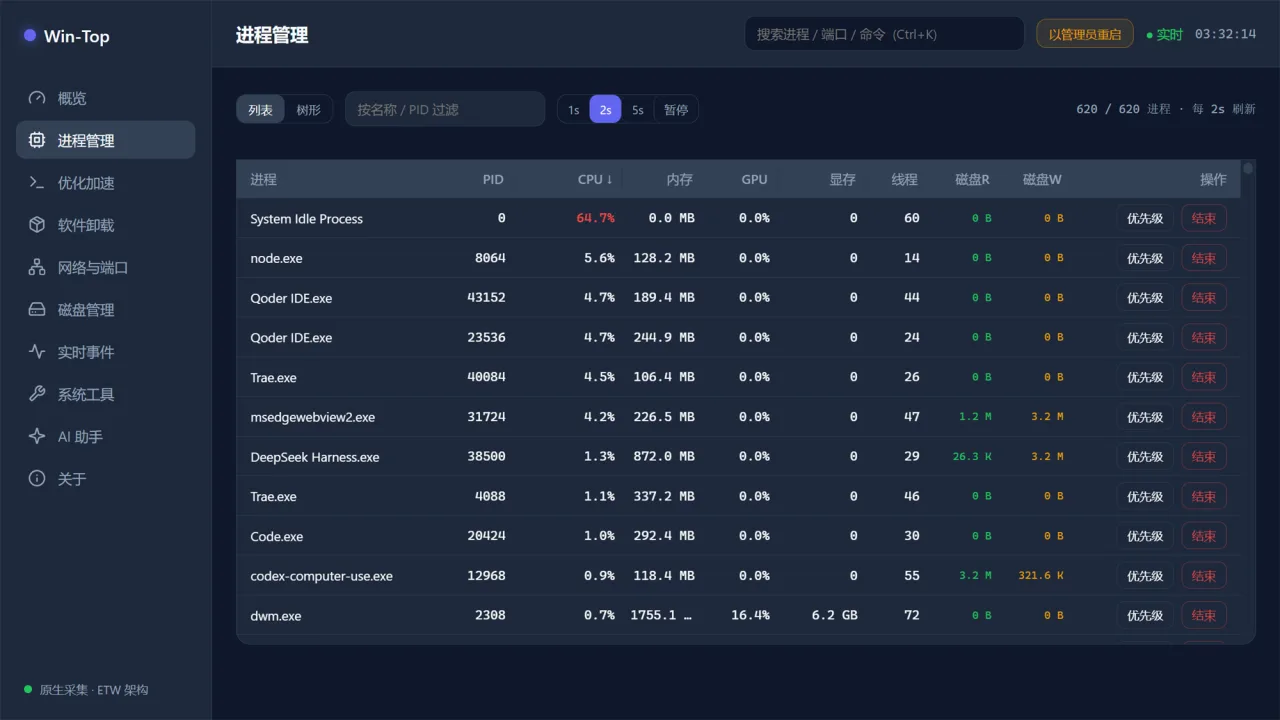 Win-Top
进程管理
搜索进程 / 端口 / 命令 (Ctrl+K)
以管理员重启
实时
03:32:14
概览
进程管理
优化加速
软件卸载
网络与端口
磁盘管理
实时事件
系统工具
AI 助手
关于
原生采集 · ETW 架构
列表 树形 按名称 / PID 过滤 1s 2s 5s 暂停 620 / 620 进程 · 每 2s 刷新
进程 PID CPU ↓ 内存 GPU 显存 线程 磁盘R 磁盘W 操作
System Idle Process 0 64.7% 0.0 MB 0.0% 0 60 0 B 0 B 优先级 结束
node.exe 8064 5.6% 128.2 MB 0.0% 0 14 0 B 0 B 优先级 结束
Qoder IDE.exe 43152 4.7% 189.4 MB 0.0% 0 44 0 B 0 B 优先级 结束
Qoder IDE.exe 23536 4.7% 244.9 MB 0.0% 0 24 0 B 0 B 优先级 结束
Trae.exe 40084 4.5% 106.4 MB 0.0% 0 26 0 B 0 B 优先级 结束
msedgewebview2.exe 31724 4.2% 226.5 MB 0.0% 0 47 1.2 M 3.2 M 优先级 结束
DeepSeek Harness.exe 38500 1.3% 872.0 MB 0.0% 0 29 26.3 K 3.2 M 优先级 结束
Trae.exe 4088 1.1% 337.2 MB 0.0% 0 46 0 B 0 B 优先级 结束
Code.exe 20424 1.0% 292.4 MB 0.0% 0 30 0 B 0 B 优先级 结束
codex-computer-use.exe 12968 0.9% 118.4 MB 0.0% 0 55 3.2 M 321.6 K 优先级 结束
dwm.exe 2308 0.7% 1755.1 … 16.4% 6.2 GB 72 0 B 0 B 优先级 结束